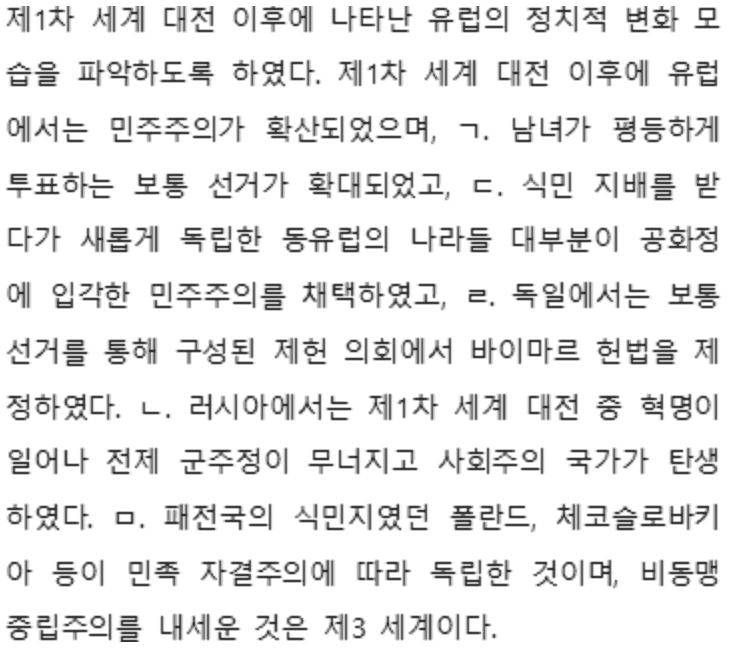 제1차 세계 대전 이후에 나타난 유럽의 정치적 변화 모
습을 파악하도록 하였다. 제1차 세계 대전 이후에 유럽
에서는 민주주의가 확산되었으며, ㄱ. 남녀가 평등하게
투표하는 보통 선거가 확대되었고, ㄷ. 식민 지배를 받
다가 새롭게 독립한 동유럽의 나라들 대부분이 공화정
에 입각한 민주주의를 채택하였고, ㄹ. 독일에서는 보통
선거를 통해 구성된 제헌 의회에서 바이마르 헌법을 제
정하였다. ㄴ. 러시아에서는 제1차 세계 대전 중 혁명이
일어나 전제 군주정이 무너지고 사회주의 국가가 탄생
하였다. ㅁ. 패전국의 식민지였던 폴란드, 체코슬로바키
아 등이 민족 자결주의에 따라 독립한 것이며, 비동맹
중립주의를 내세운 것은 제3 세계이다.